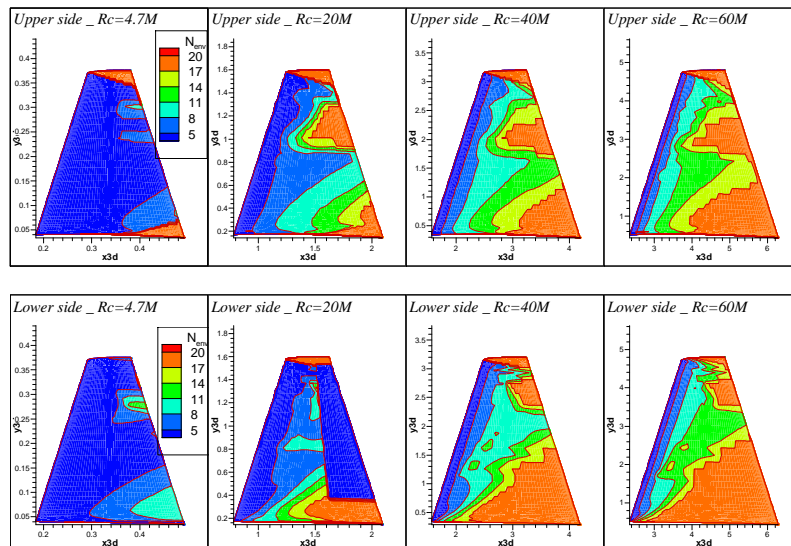 Upper side _ Rc=4.7M
N env
20
17
14
11
8
5
0.4
0.35
0.3
0.25
0.2
0.15
0.1
0.05
y3d
0.2 0.3 0.4
x3d
Upper side _ Rc=20M
1.8
1.6
1.4
1.2
1
0.8
0.6
0.4
0.2
y3d
1 1.5 2
x3d
Upper side _ Rc=40M
3.5
3
2.5
2
1.5
1
0.5
y3d
2 3 4
x3d
Upper side _ Rc=60M
5
4
3
2
1
y3d
3 4 5 6
x3d
Lower side _ Rc=4.7M
N env
20
17
14
11
8
5
0.4
0.35
0.3
0.25
0.2
0.15
0.1
0.05
y3d
0.2 0.3 0.4
x3d
Lower side _ Rc=20M
1.8
1.6
1.4
1.2
1
0.8
0.6
0.4
0.2
y3d
1 1.5 2
x3d
Lower side _ Rc=40M
3.5
3
2.5
2
1.5
1
0.5
y3d
2 3 4
x3d
Lower side _ Rc=60M
5
4
3
2
1
y3d
3 4 5 6
x3d